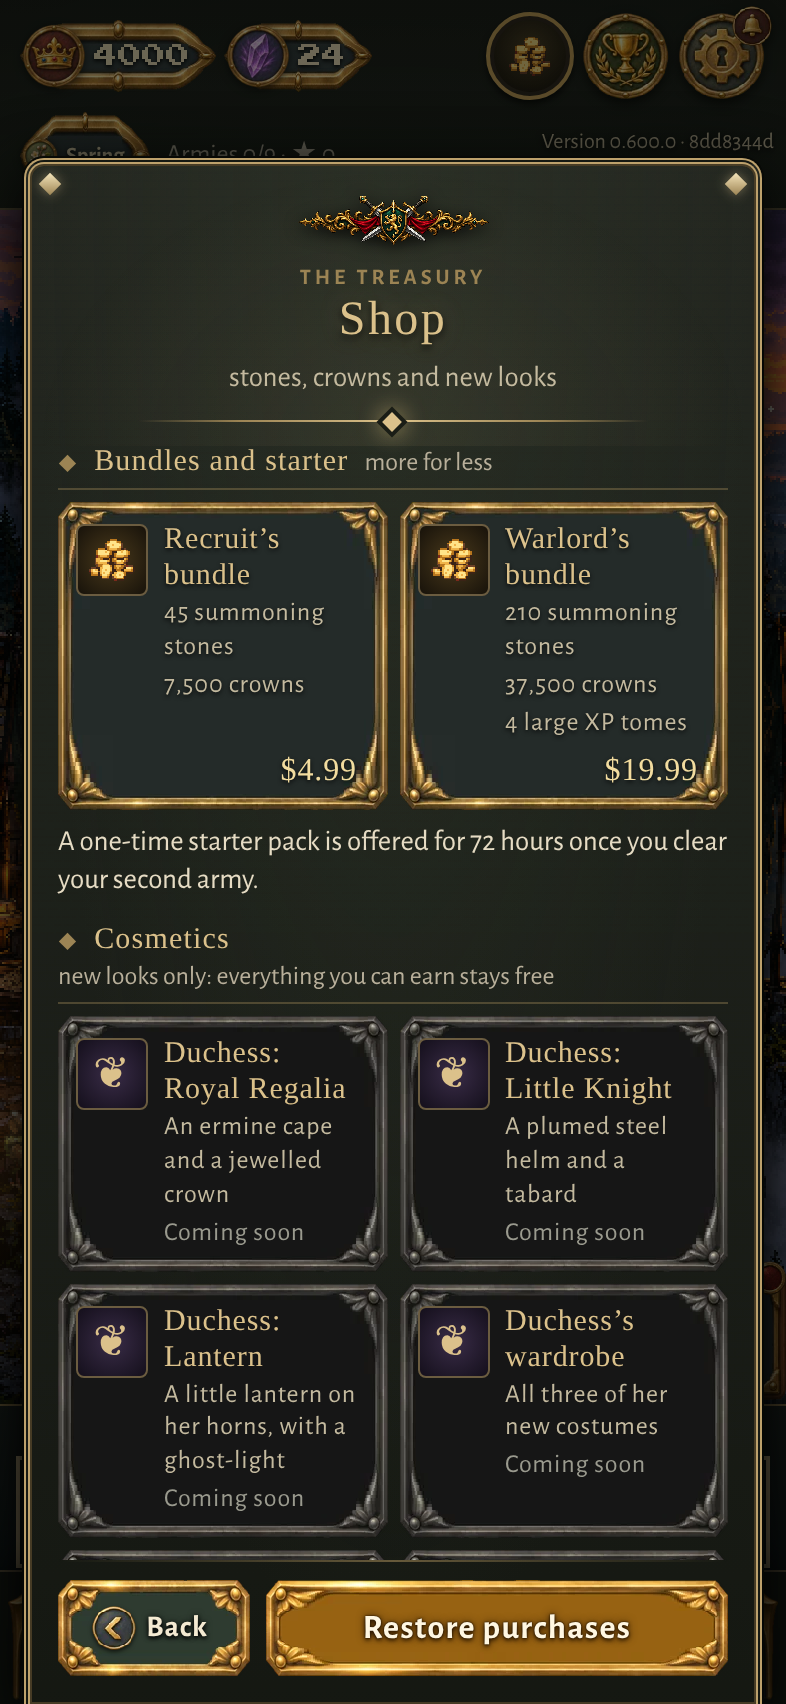 4000
24
Spring
Armies 0/9 · ★ 0
Version 0.600.0 · 8dd8344d
THE TREASURY
Shop
stones, crowns and new looks
Bundles and starter more for less
Recruit’s
bundle
45 summoning
stones
7,500 crowns
$4.99
Warlord’s
bundle
210 summoning
stones
37,500 crowns
4 large XP tomes
$19.99
A one-time starter pack is offered for 72 hours once you clear
your second army.
Cosmetics
new looks only: everything you can earn stays free
Duchess:
Royal Regalia
An ermine cape
and a jewelled
crown
Coming soon
Duchess:
Little Knight
A plumed steel
helm and a
tabard
Coming soon
Duchess:
Lantern
A little lantern on
her horns, with a
ghost-light
Coming soon
Duchess’s
wardrobe
All three of her
new costumes
Coming soon
Back
Restore purchases